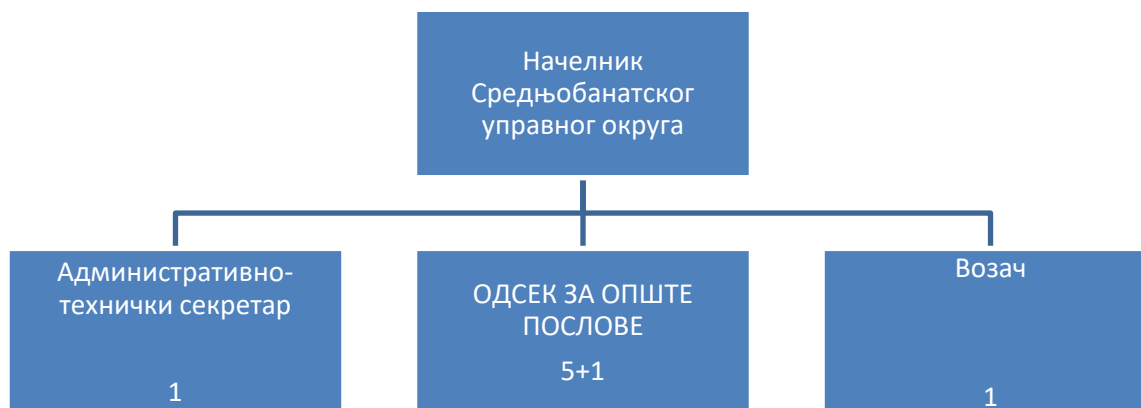 Начелник
Средњобанатског
управног округа
Административно-
технички секретар
1
ОДСЕК ЗА ОПШТЕ
ПОСЛОВЕ
5+1
Возач
1